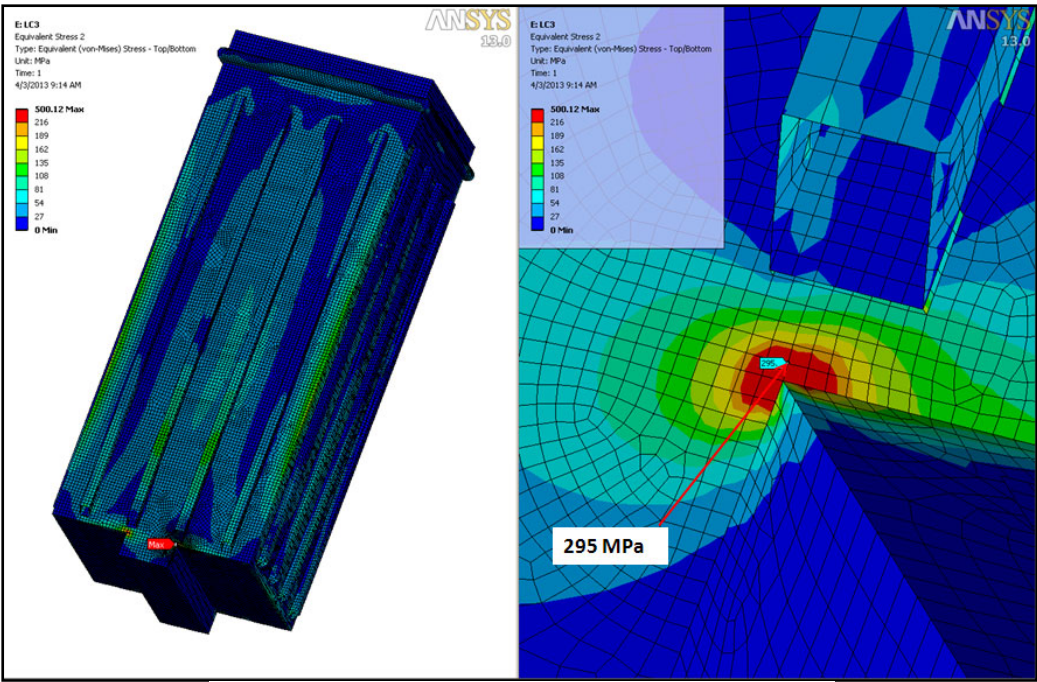 ANSYS
13.0
E: LC3
Equivalent Stress 2
Type: Equivalent (von-Mises) Stress - Top/Bottom
Unit: MPa
Time: 1
4/3/2013 9:14 AM
500.12 Max
216
189
162
135
108
81
54
27
0 Min
Max
ANSYS
13.0
E: LC3
Equivalent Stress 2
Type: Equivalent (von-Mises) Stress - Top/Bottom
Unit: MPa
Time: 1
4/3/2013 9:14 AM
500.12 Max
216
189
162
135
108
81
54
27
0 Min
295
295 MPa